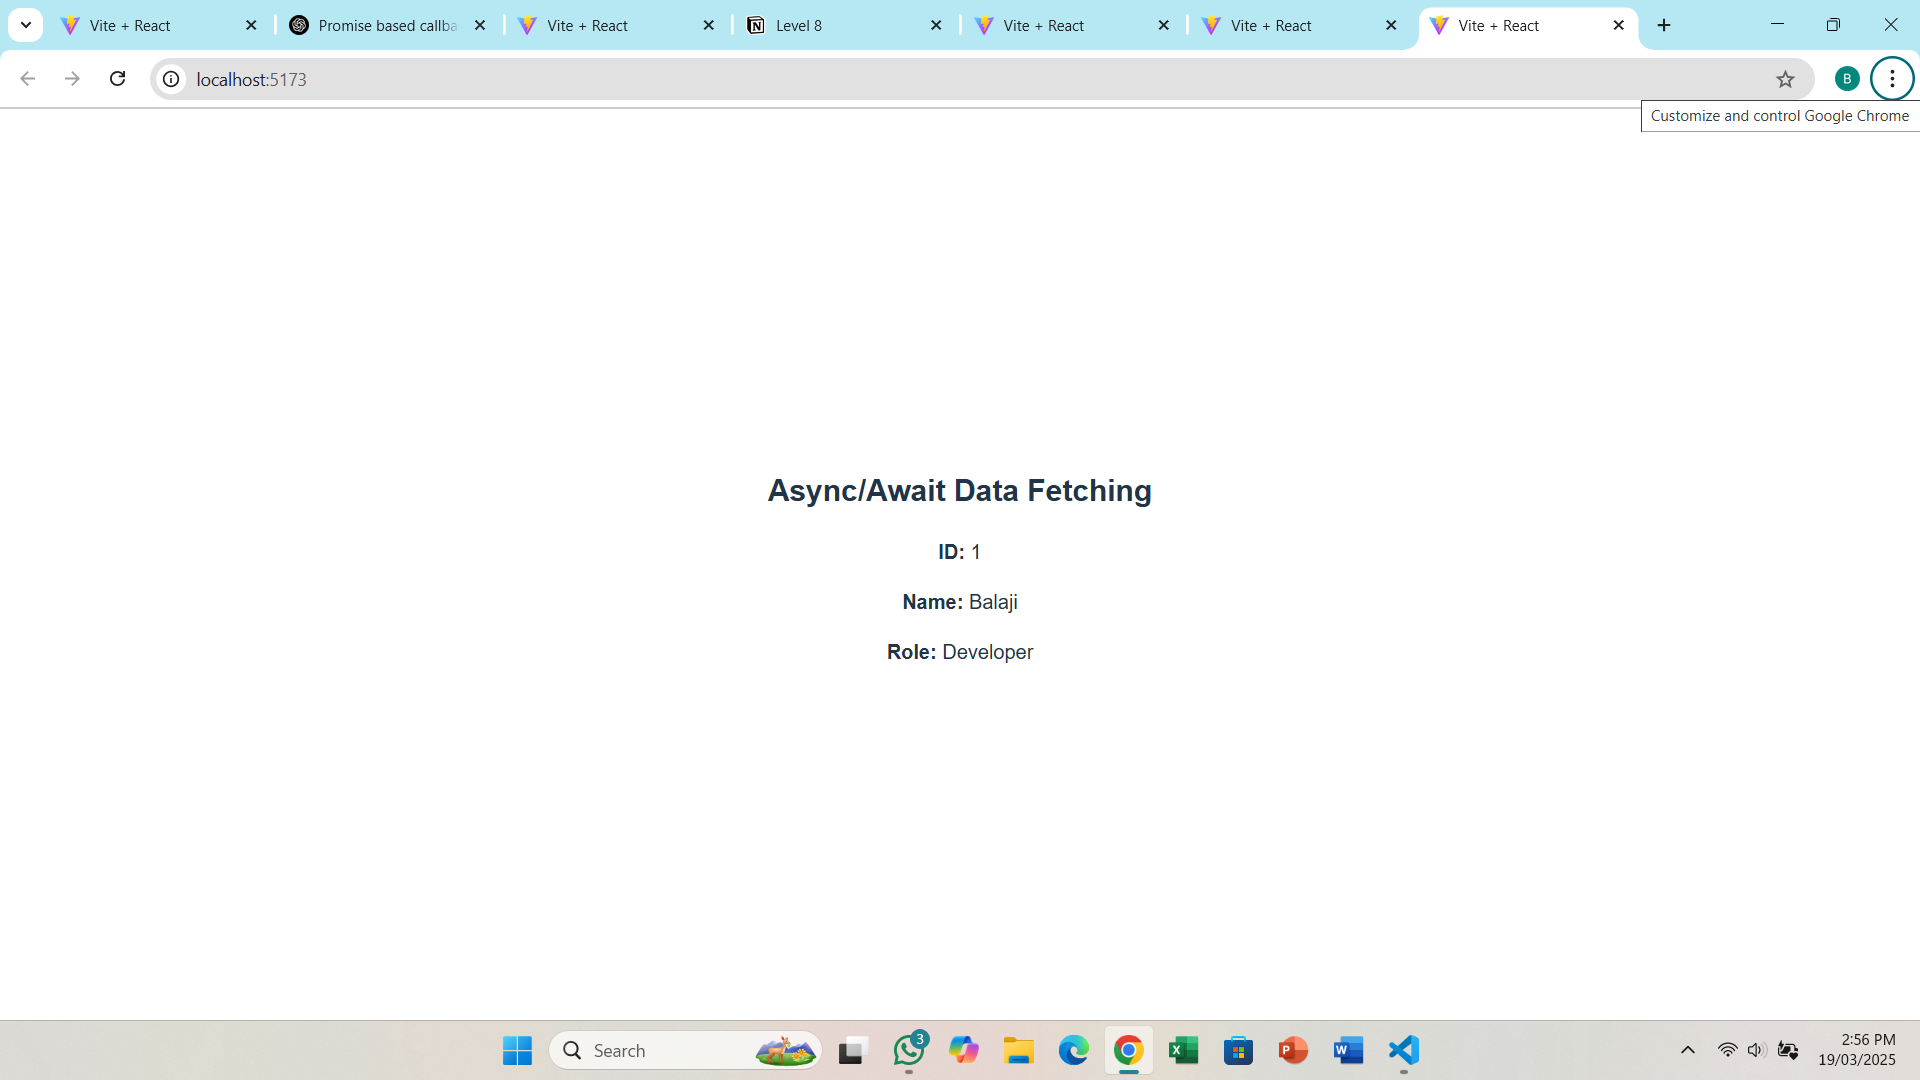 Vite + React
Promise based callba
Vite + React
Level 8
Vite + React
Vite + React
Vite + React
localhost:5173
B
Customize and control Google Chrome
Async/Await Data Fetching
ID: 1
Name: Balaji
Role: Developer
Search
3
2:56 PM
19/03/2025